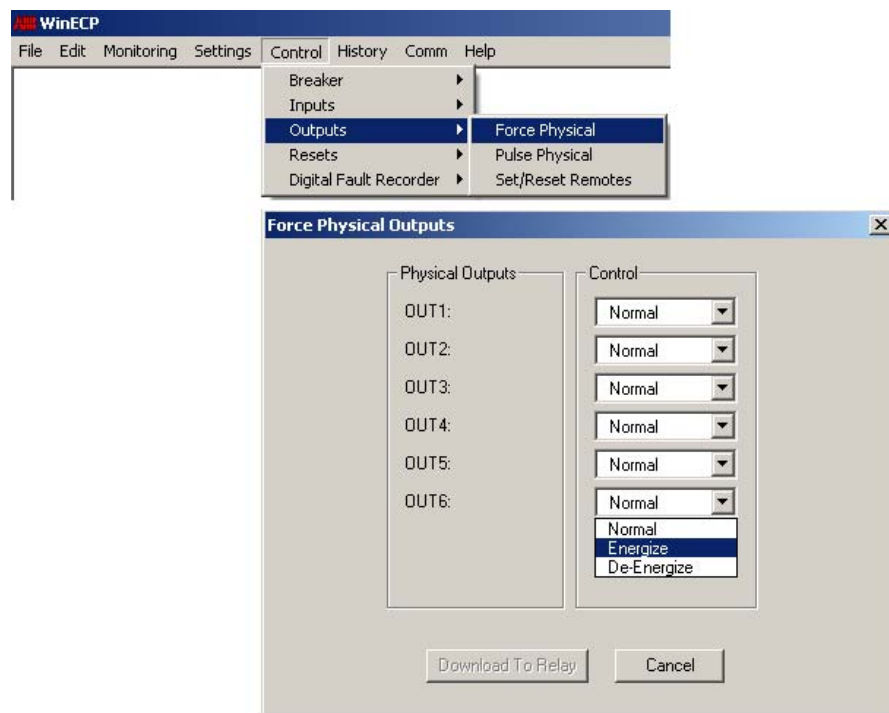 ABB WinECP
File Edit Monitoring Settings Control History Comm Help
Breaker
Inputs
Outputs
Resets
Digital Fault Recorder
Force Physical
Pulse Physical
Set/Reset Remotes
Force Physical Outputs
Physical Outputs Control
OUT1: Normal
OUT2: Normal
OUT3: Normal
OUT4: Normal
OUT5: Normal
OUT6: Normal
Normal
Energize
De-Energize
Download To Relay Cancel